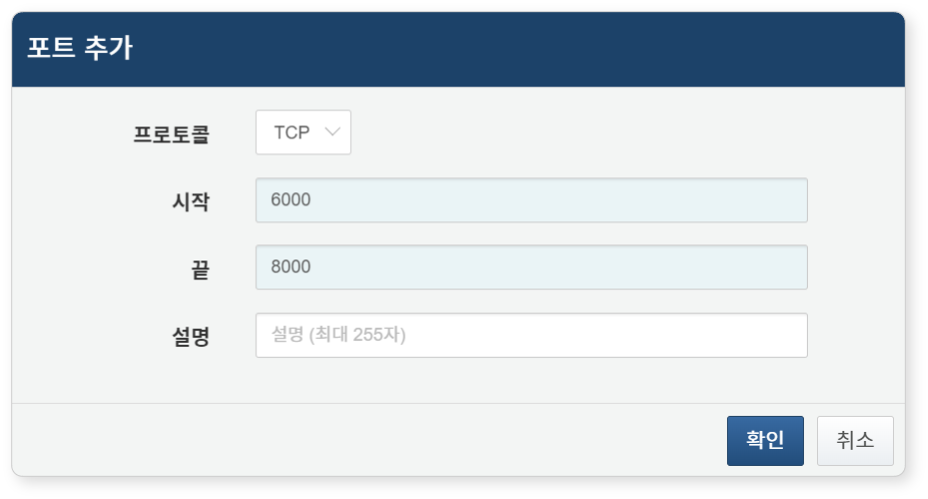 포트 추가
프로토콜 TCP
시작 6000
끝 8000
설명 설명 (최대 255자)
확인 취소